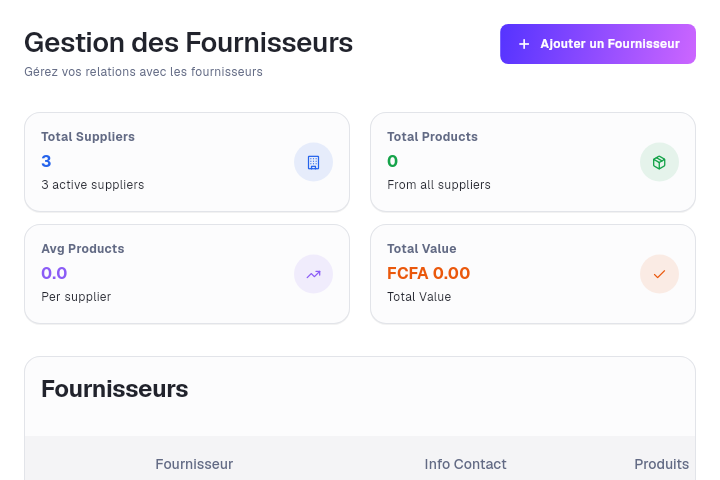 Gestion des Fournisseurs
Gérez vos relations avec les fournisseurs
Ajouter un Fournisseur
Total Suppliers
3
3 active suppliers
Total Products
0
From all suppliers
Avg Products
0.0
Per supplier
Total Value
FCFA 0.00
Total Value
Fournisseurs
Fournisseur Info Contact Produits